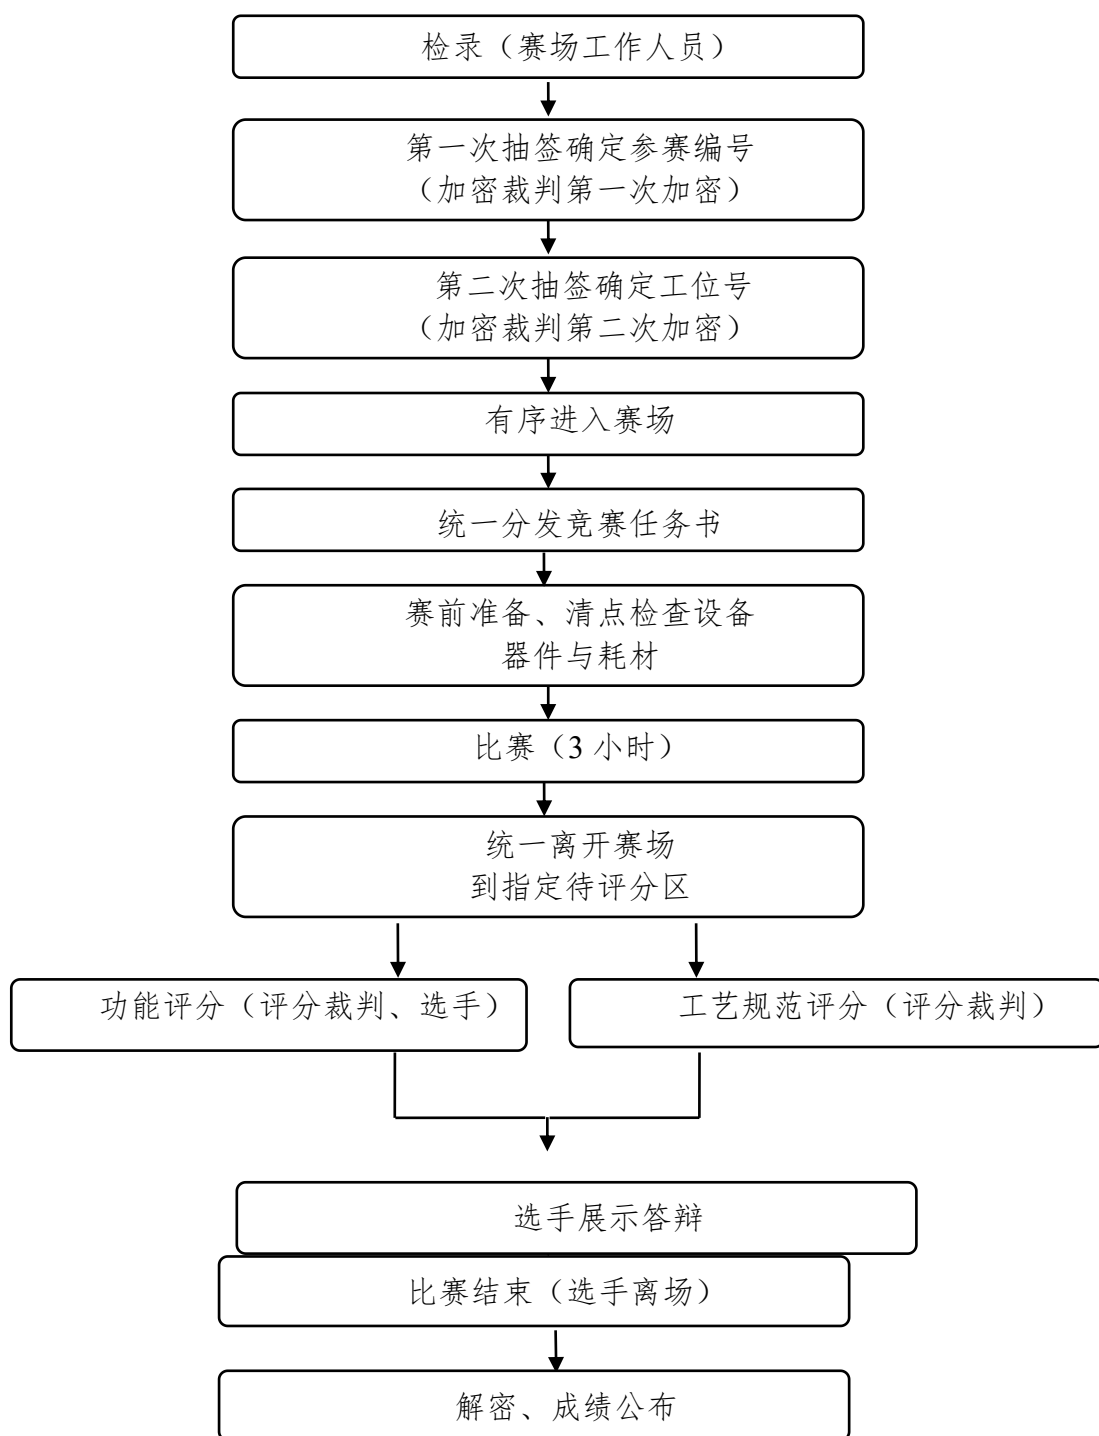 检录（赛场工作人员）
第一次抽签确定参赛编号
（加密裁判第一次加密）
第二次抽签确定工位号
（加密裁判第二次加密）
有序进入赛场
统一分发竞赛任务书
赛前准备、清点检查设备
器件与耗材
比赛（3 小时）
统一离开赛场
到指定待评分区
功能评分（评分裁判、选手）
工艺规范评分（评分裁判）
选手展示答辩
比赛结束（选手离场）
解密、成绩公布